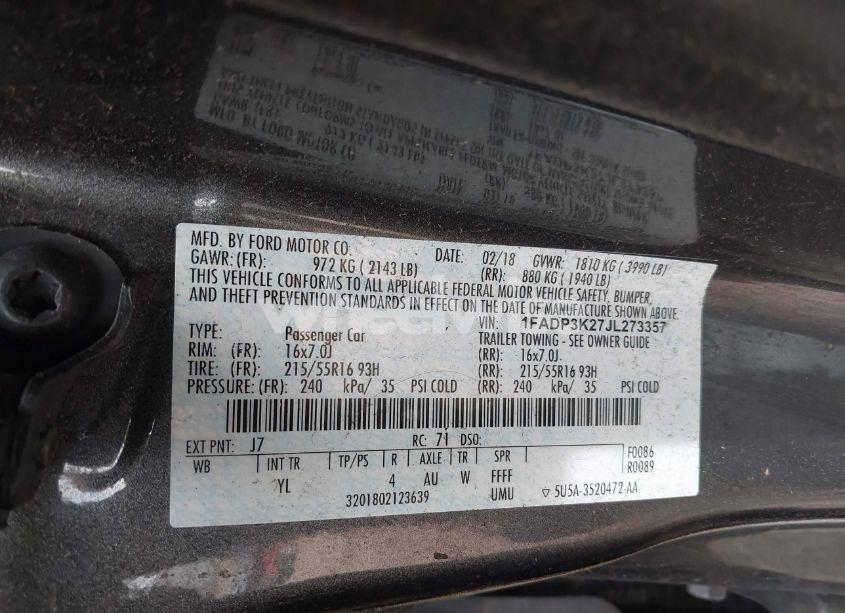 MFD. BY FORD MOTOR CO. DATE: 02/18 GVWR: 1810 KG ( 3990 LB)
GAWR: (FR): 972 KG ( 2143 LB) (RR): 880 KG ( 1940 LB)
THIS VEHICLE CONFORMS TO ALL APPLICABLE FEDERAL MOTOR VEHICLE SAFETY, BUMPER,
AND THEFT PREVENTION STANDARDS IN EFFECT ON THE DATE OF MANUFACTURE SHOWN ABOVE.
VIN: 1FADP3K27JL273357
TYPE: Passenger Car TRAILER TOWING - SEE OWNER GUIDE
RIM: (FR): 16x7.0J (RR): 16x7.0J
TIRE: (FR): 215/55R16 93H (RR): 215/55R16 93H
PRESSURE: (FR): 240 kPa/ 35 PSI COLD (RR): 240 kPa/ 35 PSI COLD
EXT PNT: J7 RC: 71 DSO: F0086
WB INT TR TP/PS R AXLE TR SPR R0089
YL 4 AU W FFFF
3201802123639 UMU ▽ 5U5A-3520472-AA